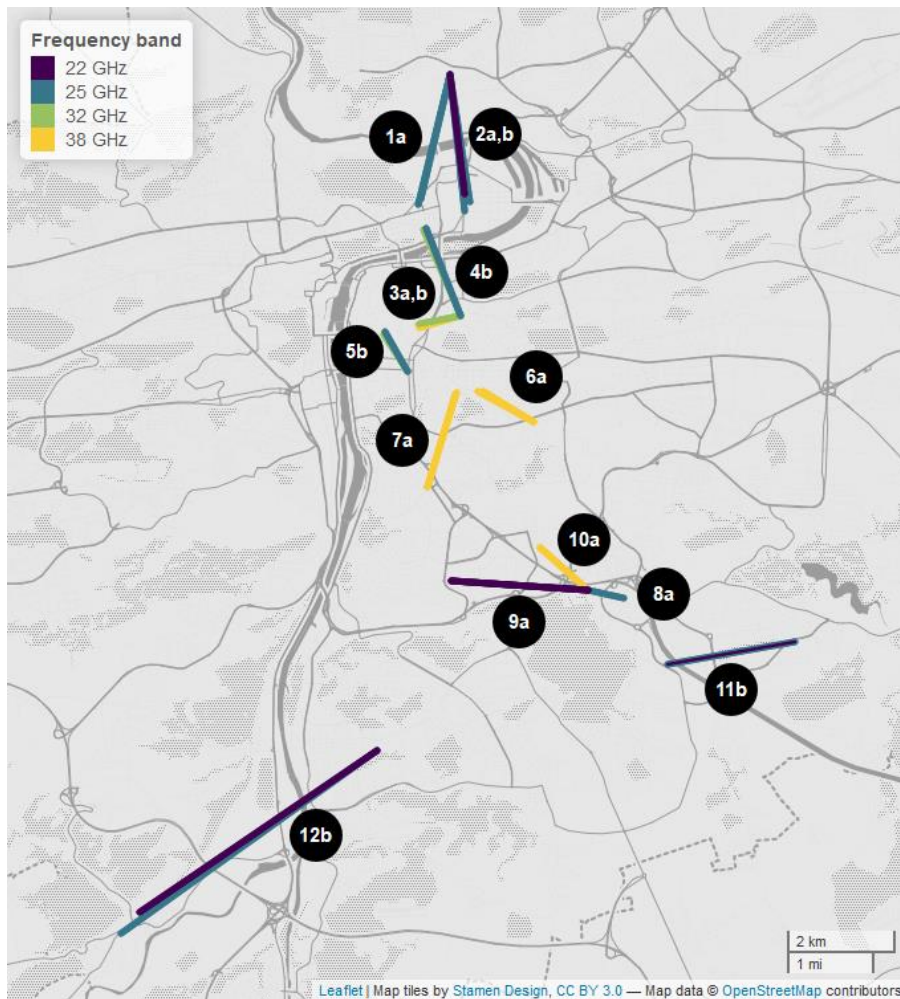 Frequency band
22 GHz
25 GHz
32 GHz
38 GHz
1a
2a,b
4b
3a,b
5b
6a
7a
10a
8a
9a
11b
12b
2 km
1 mi
Leaflet | Map tiles by Stamen Design, CC BY 3.0 — Map data © OpenStreetMap contributors